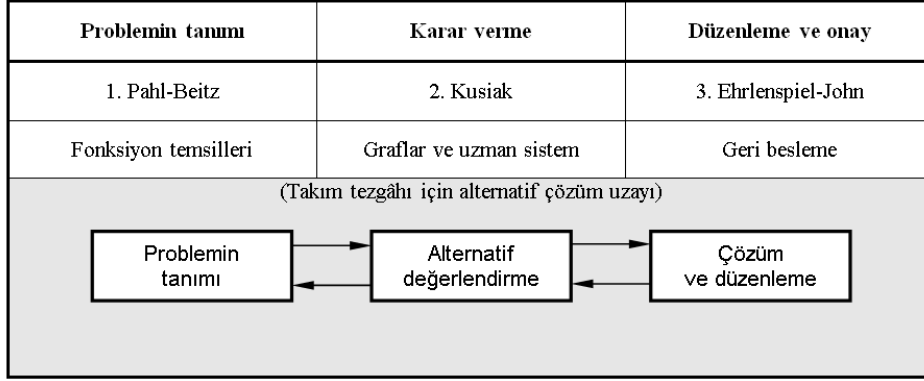 Problemin tanımı
Karar verme
Düzenleme ve onay
1. Pahl-Beitz
2. Kusiak
3. Ehrlenspiel-John
Fonksiyon temsilleri
Graflar ve uzman sistem
Geri besleme
(Takım tezgâhı için alternatif çözüm uzayı)
Problemin
tanımı
Alternatif
değerlendirme
Çözüm
ve düzenleme